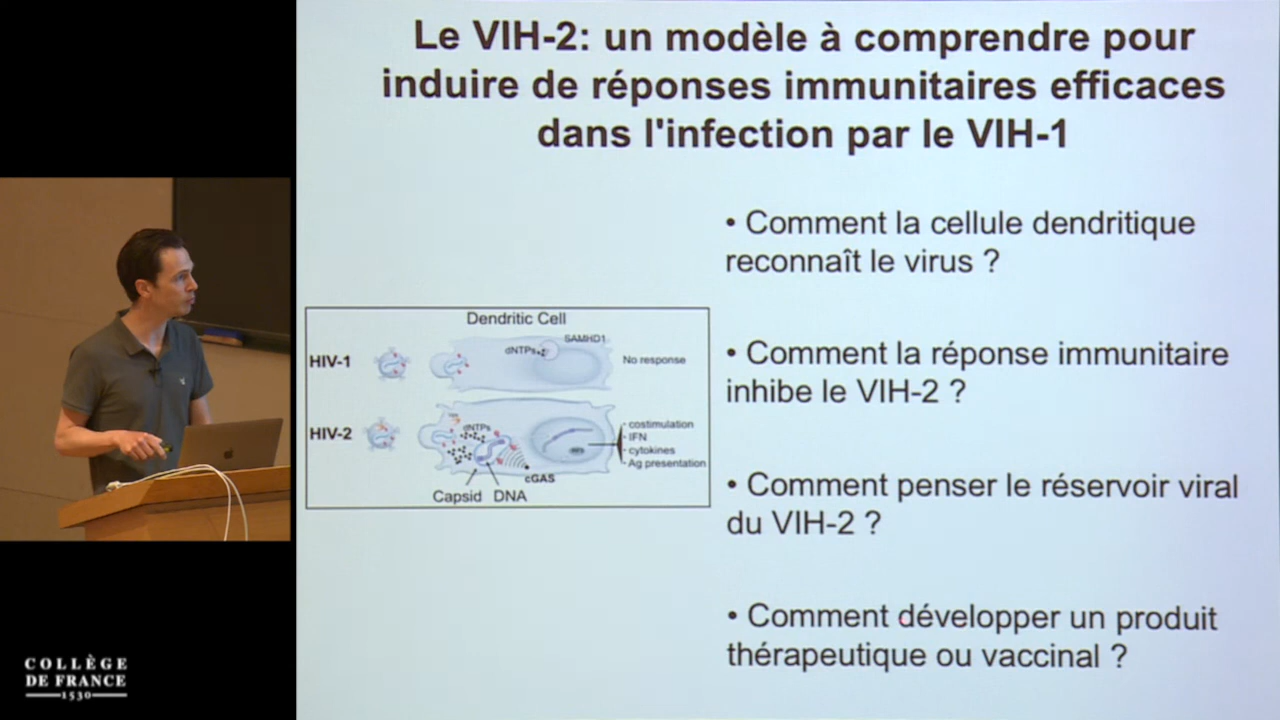 Le VIH-2: un modèle à comprendre pour
induire de réponses immunitaires efficaces
dans l'infection par le VIH-1
• Comment la cellule dendritique
reconnaît le virus ?
• Comment la réponse immunitaire
inhibe le VIH-2 ?
• Comment penser le réservoir viral
du VIH-2 ?
• Comment développer un produit
thérapeutique ou vaccinal ?
Dendritic Cell
HIV-1
dNTPs
SAMHD1
No response
HIV-2
dNTPs
- costimulation
- IFN
- cytokines
- Ag presentation
cGAS
Capsid DNA
COLLÈGE
DE FRANCE
1530